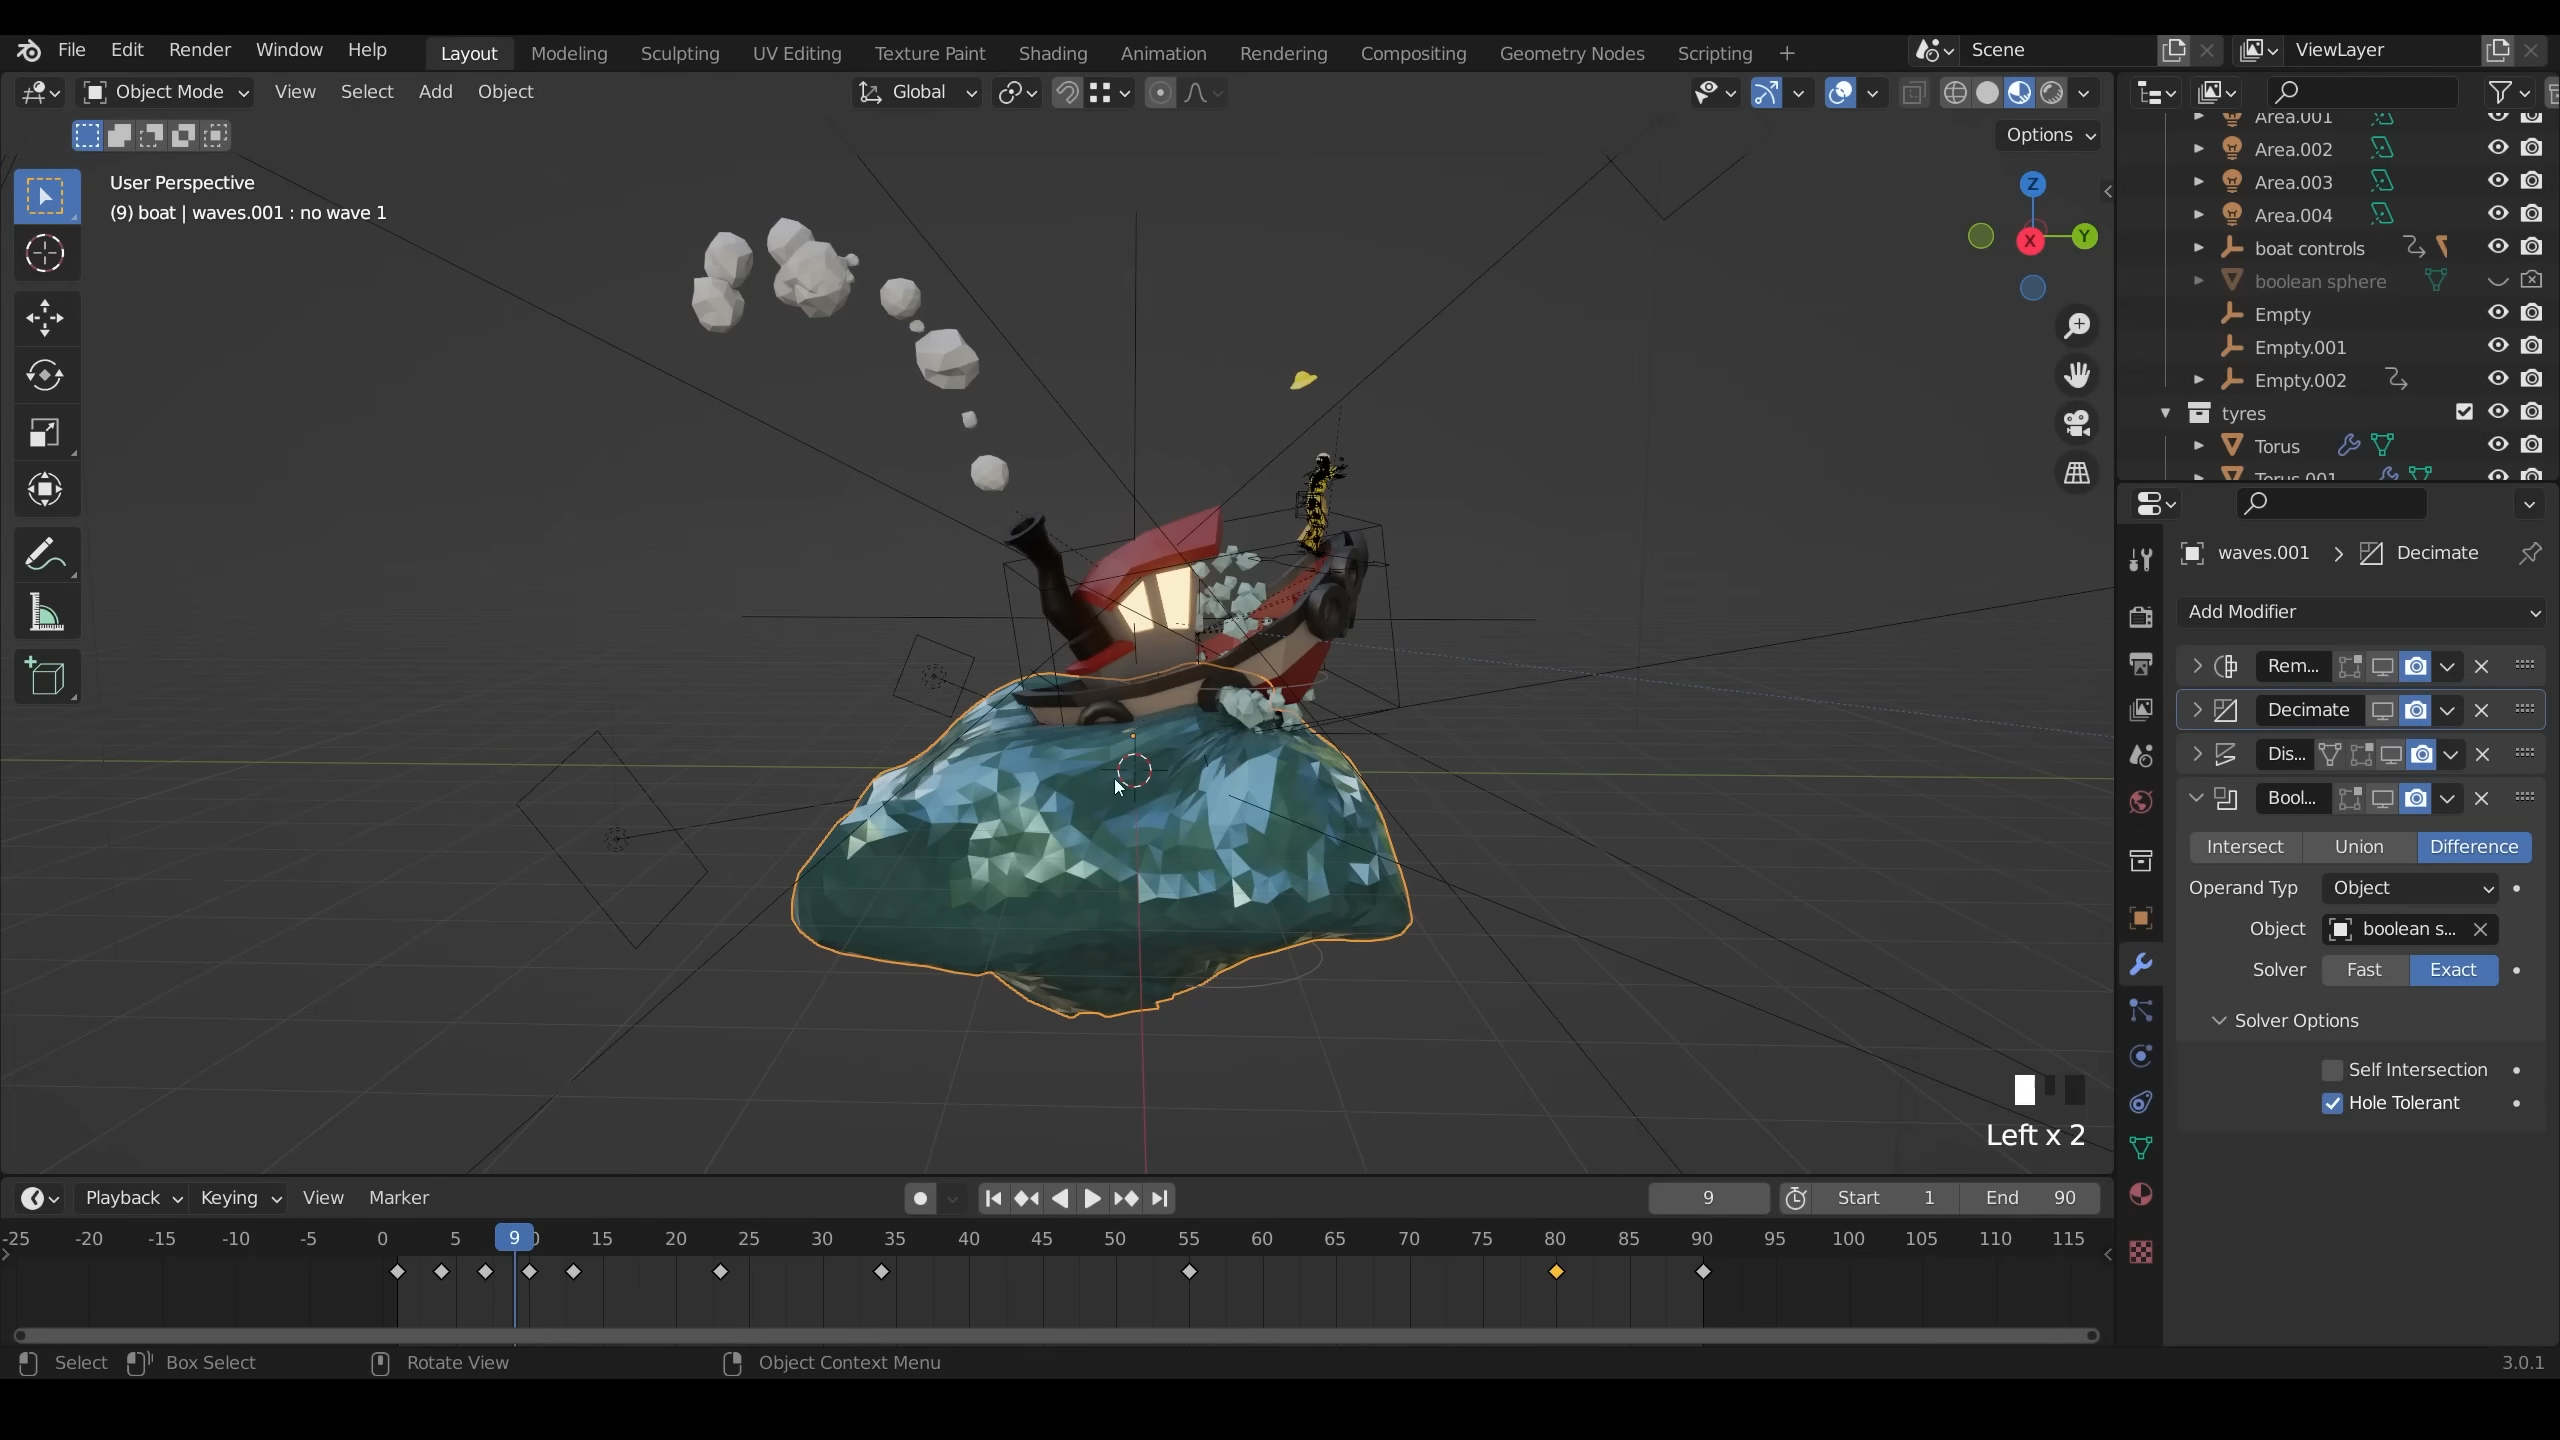 File Edit Render Window Help Layout Modeling Sculpting UV Editing Texture Paint Shading Animation Rendering Compositing Geometry Nodes Scripting + Scene ViewLayer
Object Mode View Select Add Object Global
Options
User Perspective
(9) boat | waves.001 : no wave 1
Z
Y
X
Area.001
Area.002
Area.003
Area.004
boat controls
boolean sphere
Empty
Empty.001
Empty.002
tyres
Torus
Torus.001
waves.001 > Decimate
Add Modifier
Rem...
Decimate
Dis...
Bool...
Intersect Union Difference
Operand Typ Object
Object boolean s...
Solver Fast Exact
Solver Options
Self Intersection
Hole Tolerant
Left x 2
Playback Keying View Marker 9 Start 1 End 90
-25 -20 -15 -10 -5 0 5 9 15 20 25 30 35 40 45 50 55 60 65 70 75 80 85 90 95 100 105 110 115
Select Box Select Rotate View Object Context Menu 3.0.1